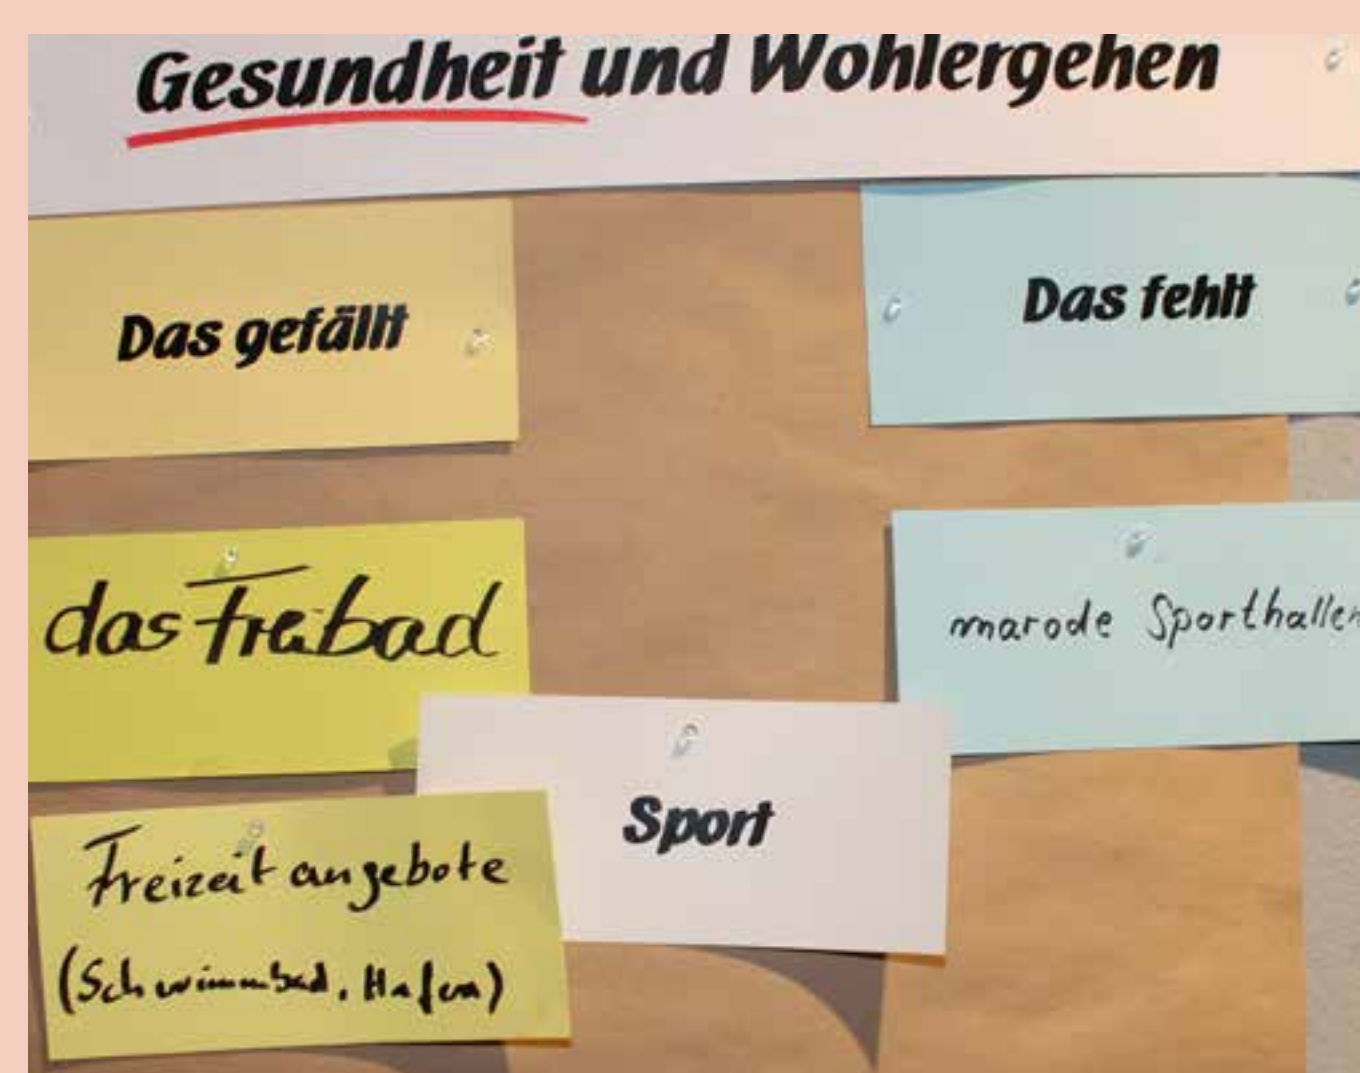 Gesundheit und Wohlergehen
Das gefällt
Das fehlt
das Freibad
marode Sporthallen
Sport
Freizeitangebote
(Schwimmbad, Hafen)